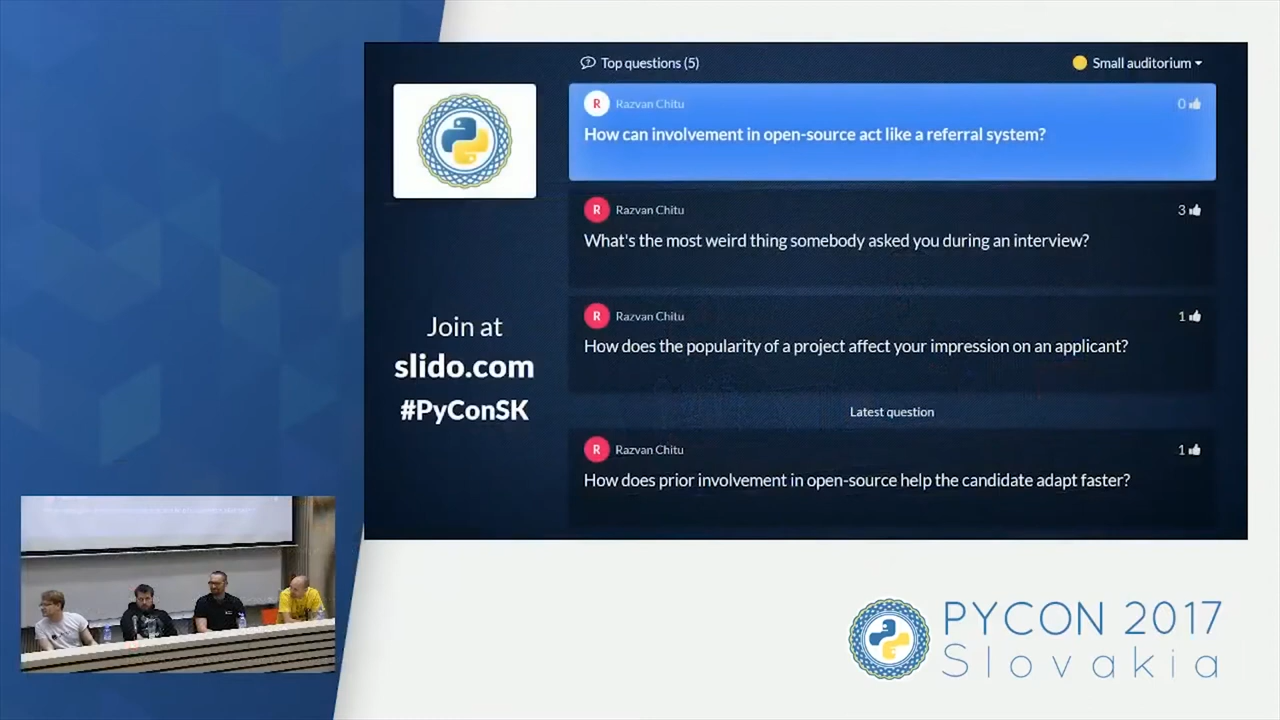 Top questions (5)
Small auditorium
R Razvan Chitu 0
How can involvement in open-source act like a referral system?
R Razvan Chitu 3
What's the most weird thing somebody asked you during an interview?
R Razvan Chitu 1
How does the popularity of a project affect your impression on an applicant?
Latest question
R Razvan Chitu 1
How does prior involvement in open-source help the candidate adapt faster?
Join at
slido.com
#PyConSK
PYCON 2017
Slovakia